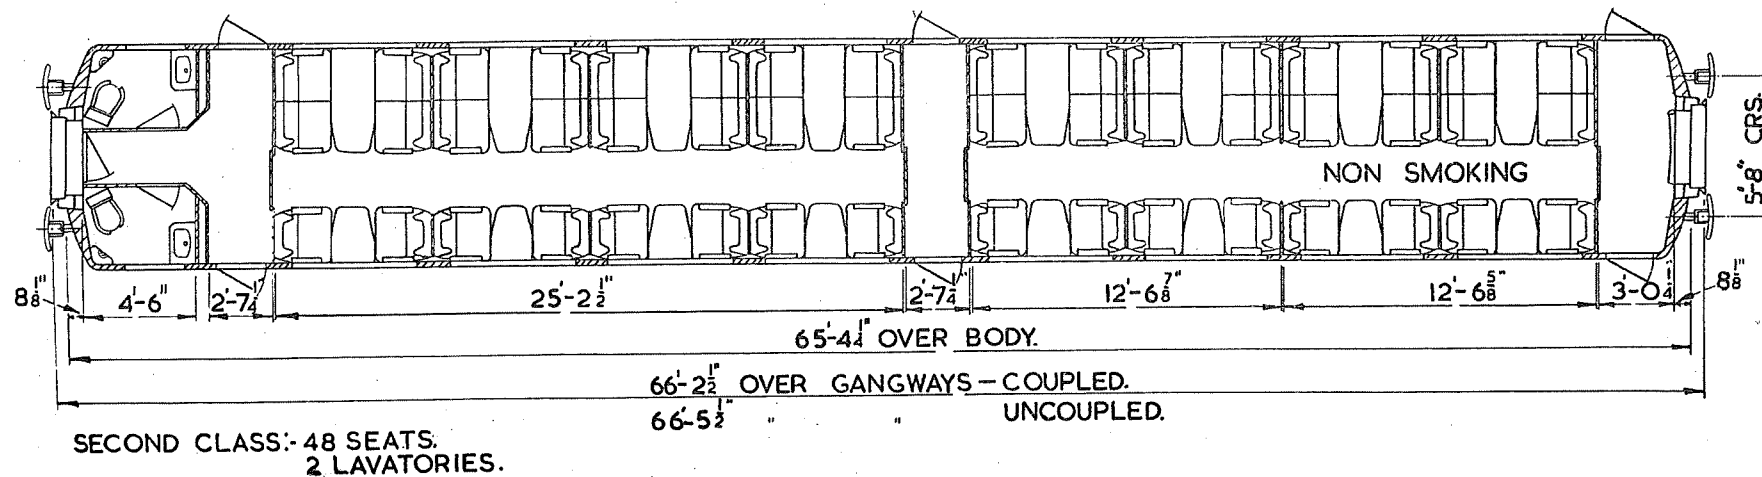 NON SMOKING
5'-8" CRS.
8 1/8" 4'-6" 2'-7 1/4" 25'-2 1/2" 2'-7 1/4" 12'-6 7/8" 12'-6 5/8" 3'-0 1/4" 8 1/8"
65'-4 1/4" OVER BODY.
66'-2 1/2" OVER GANGWAYS - COUPLED.
66'-5 1/2" " " UNCOUPLED.
SECOND CLASS:- 48 SEATS.
2 LAVATORIES.